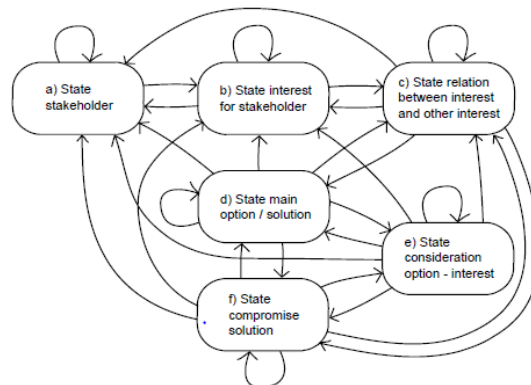 a) State
stakeholder
b) State interest
for stakeholder
c) State relation
between interest
and other interest
d) State main
option / solution
e) State
consideration
option - interest
f) State
compromise
solution